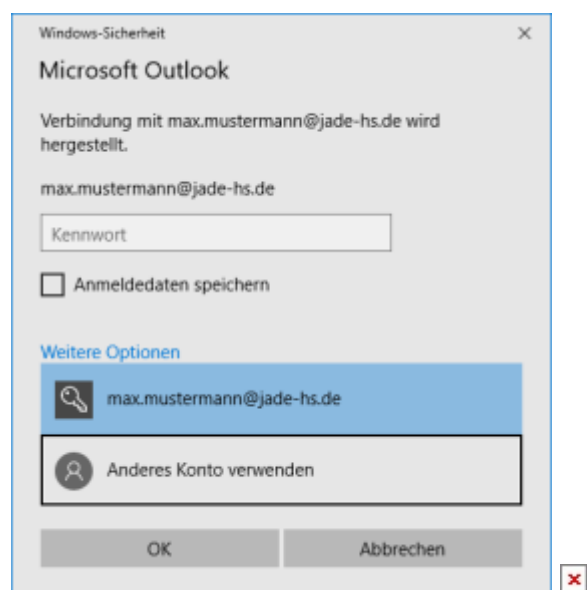 Windows-Sicherheit
Microsoft Outlook
Verbindung mit max.mustermann@jade-hs.de wird
hergestellt.
max.mustermann@jade-hs.de
Kennwort
Anmeldedaten speichern
Weitere Optionen
max.mustermann@jade-hs.de
Anderes Konto verwenden
OK Abbrechen